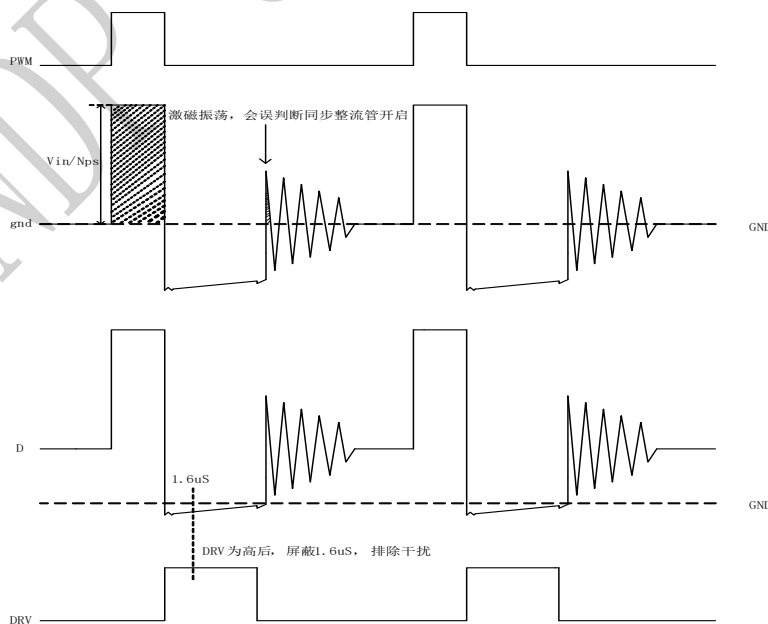 PWM
激磁振荡，会误判断同步整流管开启
Vin/Nps
gnd
GND
D
1.6uS
GND
DRV为高后，屏蔽1.6uS，排除干扰
DRV